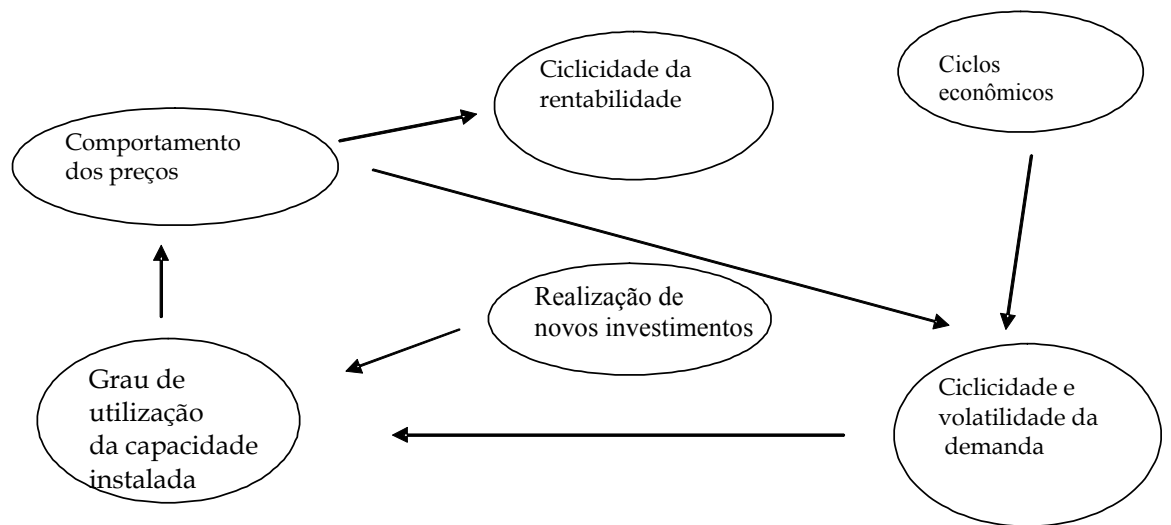 Ciclicidade da
rentabilidade
Ciclos
econômicos
Comportamento
dos preços
Realização de
novos investimentos
Grau de
utilização
da capacidade
instalada
Ciclicidade e
volatilidade da
demanda